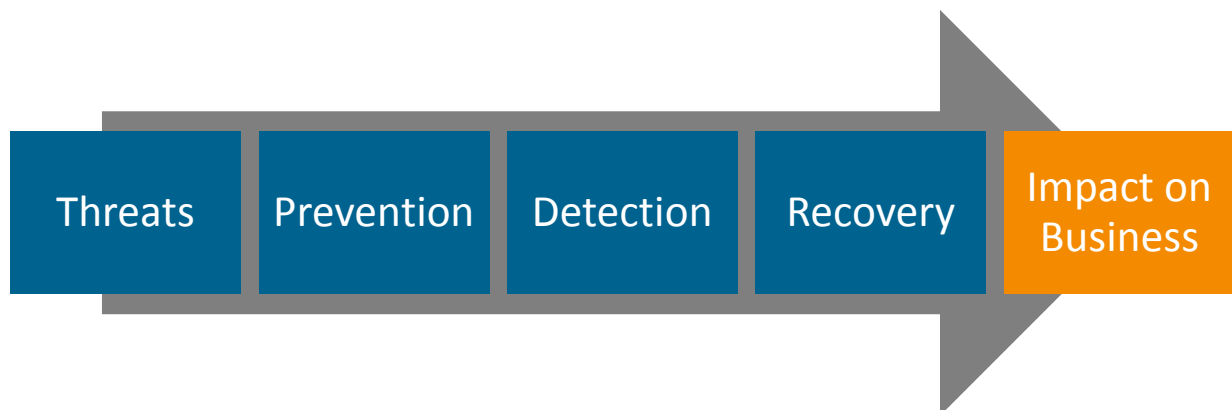 Threats
Prevention
Detection
Recovery
Impact on
Business